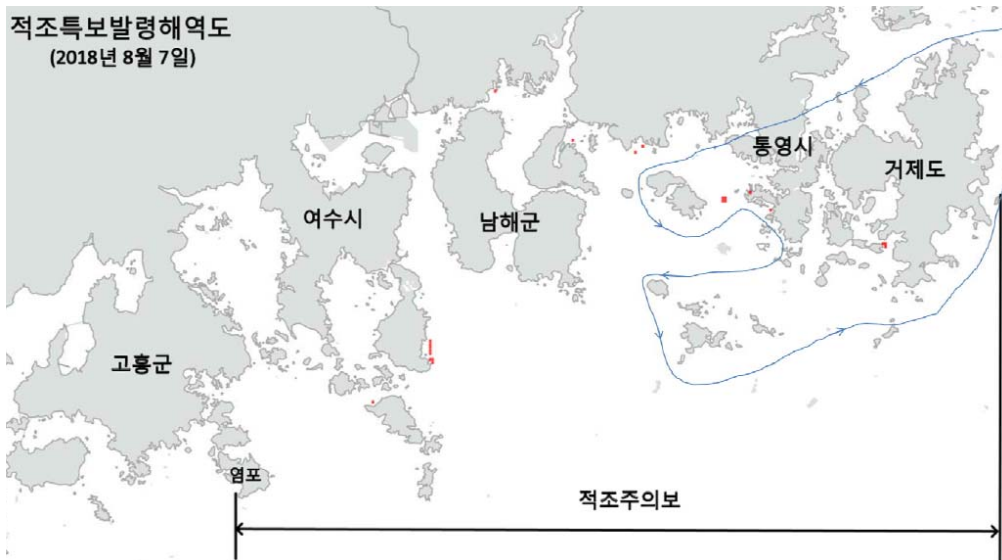 적조특보발령해역도
(2018년 8월 7일)
통영시
거제도
여수시
남해군
고흥군
염포
적조주의보